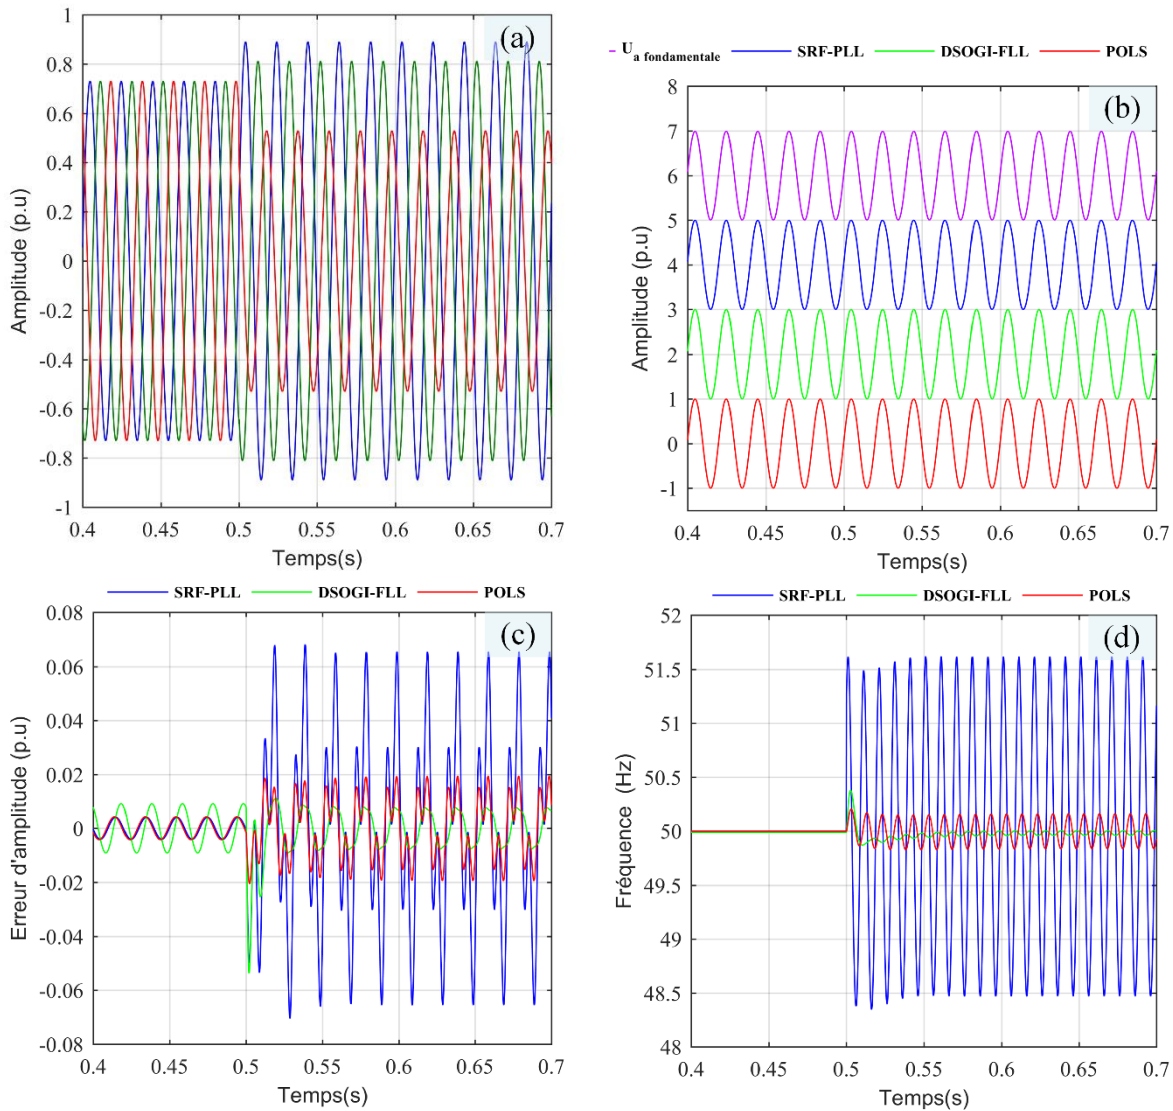 (a)
1
0.8
0.6
0.4
0.2
0
-0.2
-0.4
-0.6
-0.8
-1
Amplitude (p.u)
0.4 0.45 0.5 0.55 0.6 0.65 0.7
Temps(s)
U a fondamentale SRF-PLL DSOGI-FLL POLS
(b)
8
7
6
5
4
3
2
1
0
-1
Amplitude (p.u)
0.4 0.45 0.5 0.55 0.6 0.65 0.7
Temps(s)
SRF-PLL DSOGI-FLL POLS
(c)
0.08
0.06
0.04
0.02
0
-0.02
-0.04
-0.06
-0.08
Erreur d'amplitude (p.u)
0.4 0.45 0.5 0.55 0.6 0.65 0.7
Temps(s)
SRF-PLL DSOGI-FLL POLS
(d)
52
51.5
51
50.5
50
49.5
49
48.5
48
Fréquence (Hz)
0.4 0.45 0.5 0.55 0.6 0.65 0.7
Temps(s)